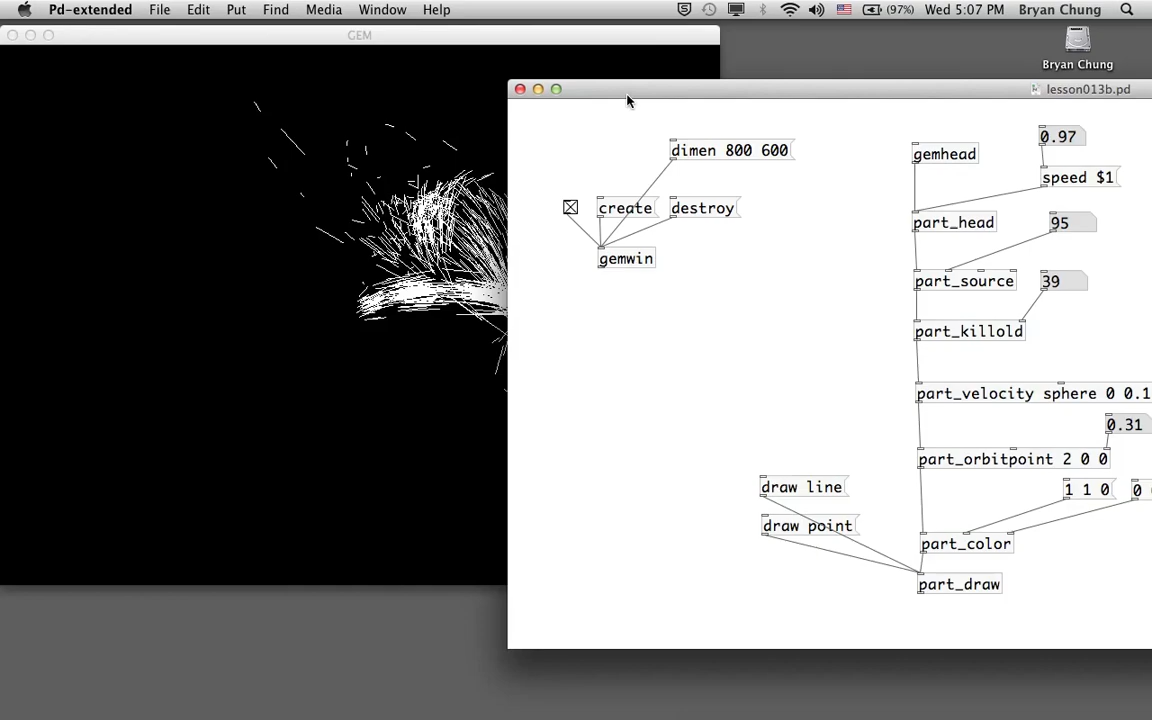 Pd-extended File Edit Put Find Media Window Help (97%) Wed 5:07 PM Bryan Chung
GEM
Bryan Chung
lesson013b.pd
0.97
dimen 800 600
gemhead
speed $1
create
destroy
part_head
95
gemwin
part_source
39
part_killold
part_velocity sphere 0 0.1
0.31
part_orbitpoint 2 0 0
draw line
1 1 0
0
draw point
part_color
part_draw